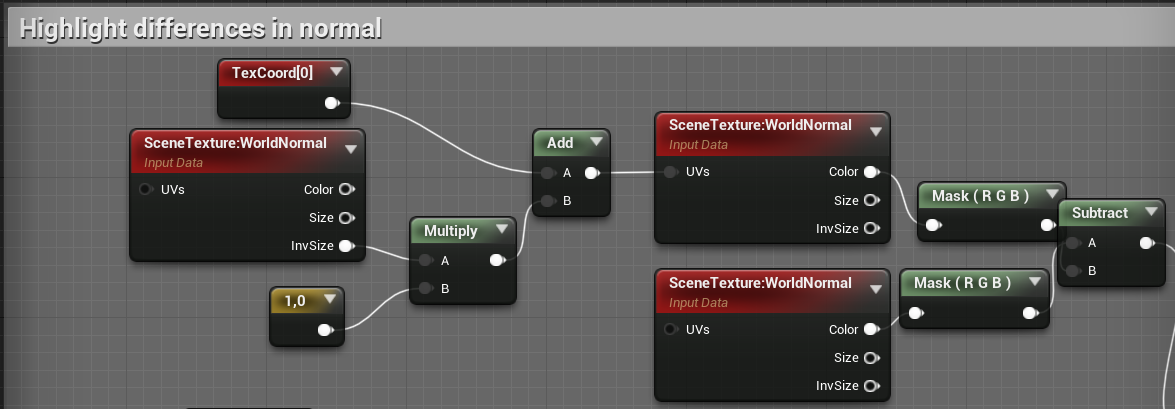 Highlight differences in normal
TexCoord[0]
SceneTexture:WorldNormal
Input Data
UVs
Color
Size
InvSize
1,0
Multiply
A
B
Add
A
B
SceneTexture:WorldNormal
Input Data
UVs
Color
Size
InvSize
Mask ( R G B )
SceneTexture:WorldNormal
Input Data
UVs
Color
Size
InvSize
Mask ( R G B )
Subtract
A
B